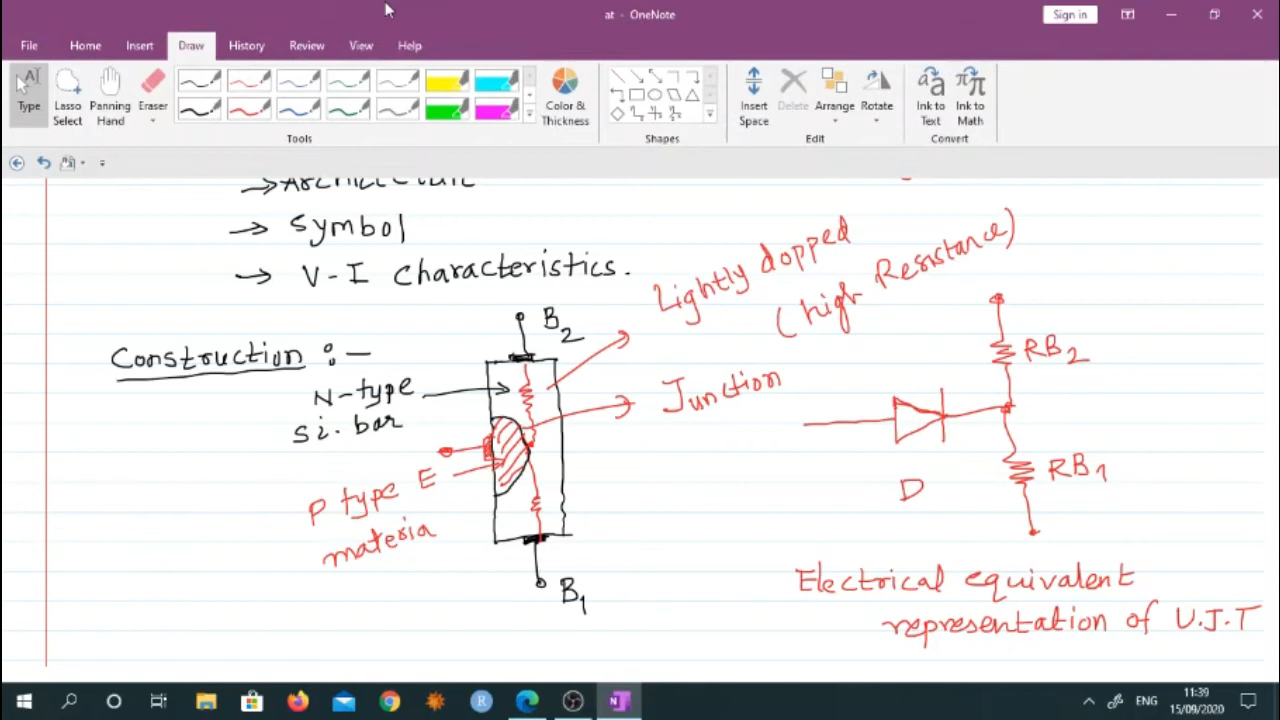 at - OneNote
Sign in
File Home Insert Draw History Review View Help
Type
Lasso Select
Panning Hand
Eraser
Color & Thickness
Insert Space
Delete
Arrange
Rotate
Ink to Text
Ink to Math
Tools
Shapes
Edit
Convert
→ Symbol
→ V-I Characteristics.
Construction :-
N-type
Si. bar
B2
Lightly dopped
(high Resistance)
Junction
P type E
materia
B1
RB2
RB1
D
Electrical equivalent
representation of U.J.T
ENG
11:39
15/09/2020